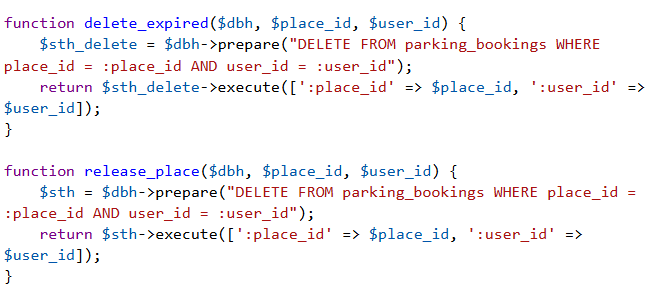 function delete_expired($dbh, $place_id, $user_id) {
    $sth_delete = $dbh->prepare("DELETE FROM parking_bookings WHERE
place_id = :place_id AND user_id = :user_id");
    return $sth_delete->execute([':place_id' => $place_id, ':user_id' =>
$user_id]);
}

function release_place($dbh, $place_id, $user_id) {
    $sth = $dbh->prepare("DELETE FROM parking_bookings WHERE place_id =
:place_id AND user_id = :user_id");
    return $sth->execute([':place_id' => $place_id, ':user_id' =>
$user_id]);
}